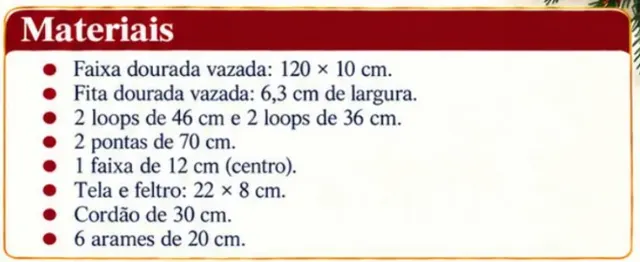 Materiais
Faixa dourada vazada: 120 × 10 cm.
Fita dourada vazada: 6,3 cm de largura.
2 loops de 46 cm e 2 loops de 36 cm.
2 pontas de 70 cm.
1 faixa de 12 cm (centro).
Tela e feltro: 22 × 8 cm.
Cordão de 30 cm.
6 arames de 20 cm.